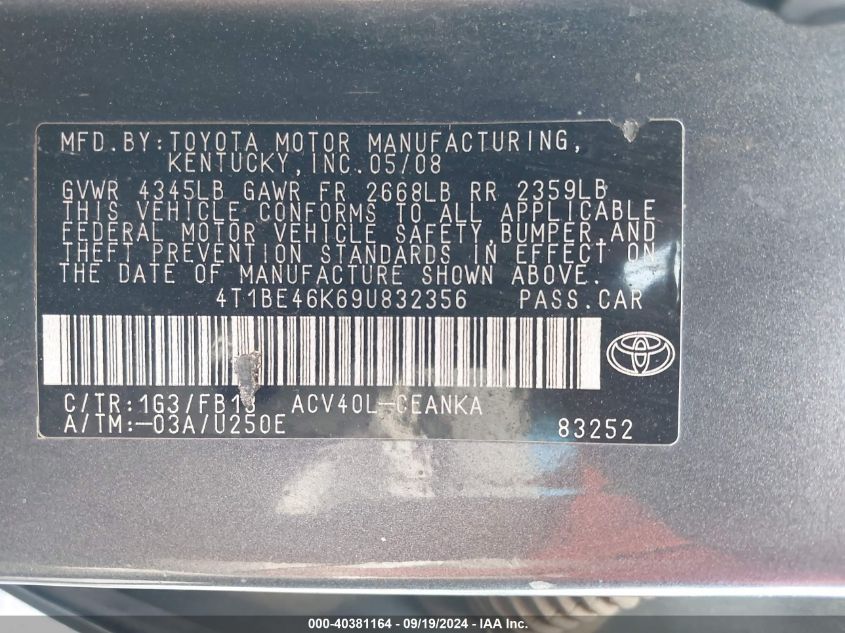 MFD.BY:TOYOTA MOTOR MANUFACTURING,
KENTUCKY,INC.05/08
GVWR 4345LB GAWR FR 2668LB RR 2359LB
THIS VEHICLE CONFORMS TO ALL APPLICABLE
FEDERAL MOTOR VEHICLE SAFETY,BUMPER,AND
THEFT PREVENTION STANDARDS IN EFFECT ON
THE DATE OF MANUFACTURE SHOWN ABOVE.
4T1BE46K69U832356 PASS.CAR
C/TR:1G3/FB13 ACV40L-CEANKA
A/TM:-03A/U250E 83252
000-40381164 - 09/19/2024 - IAA Inc.